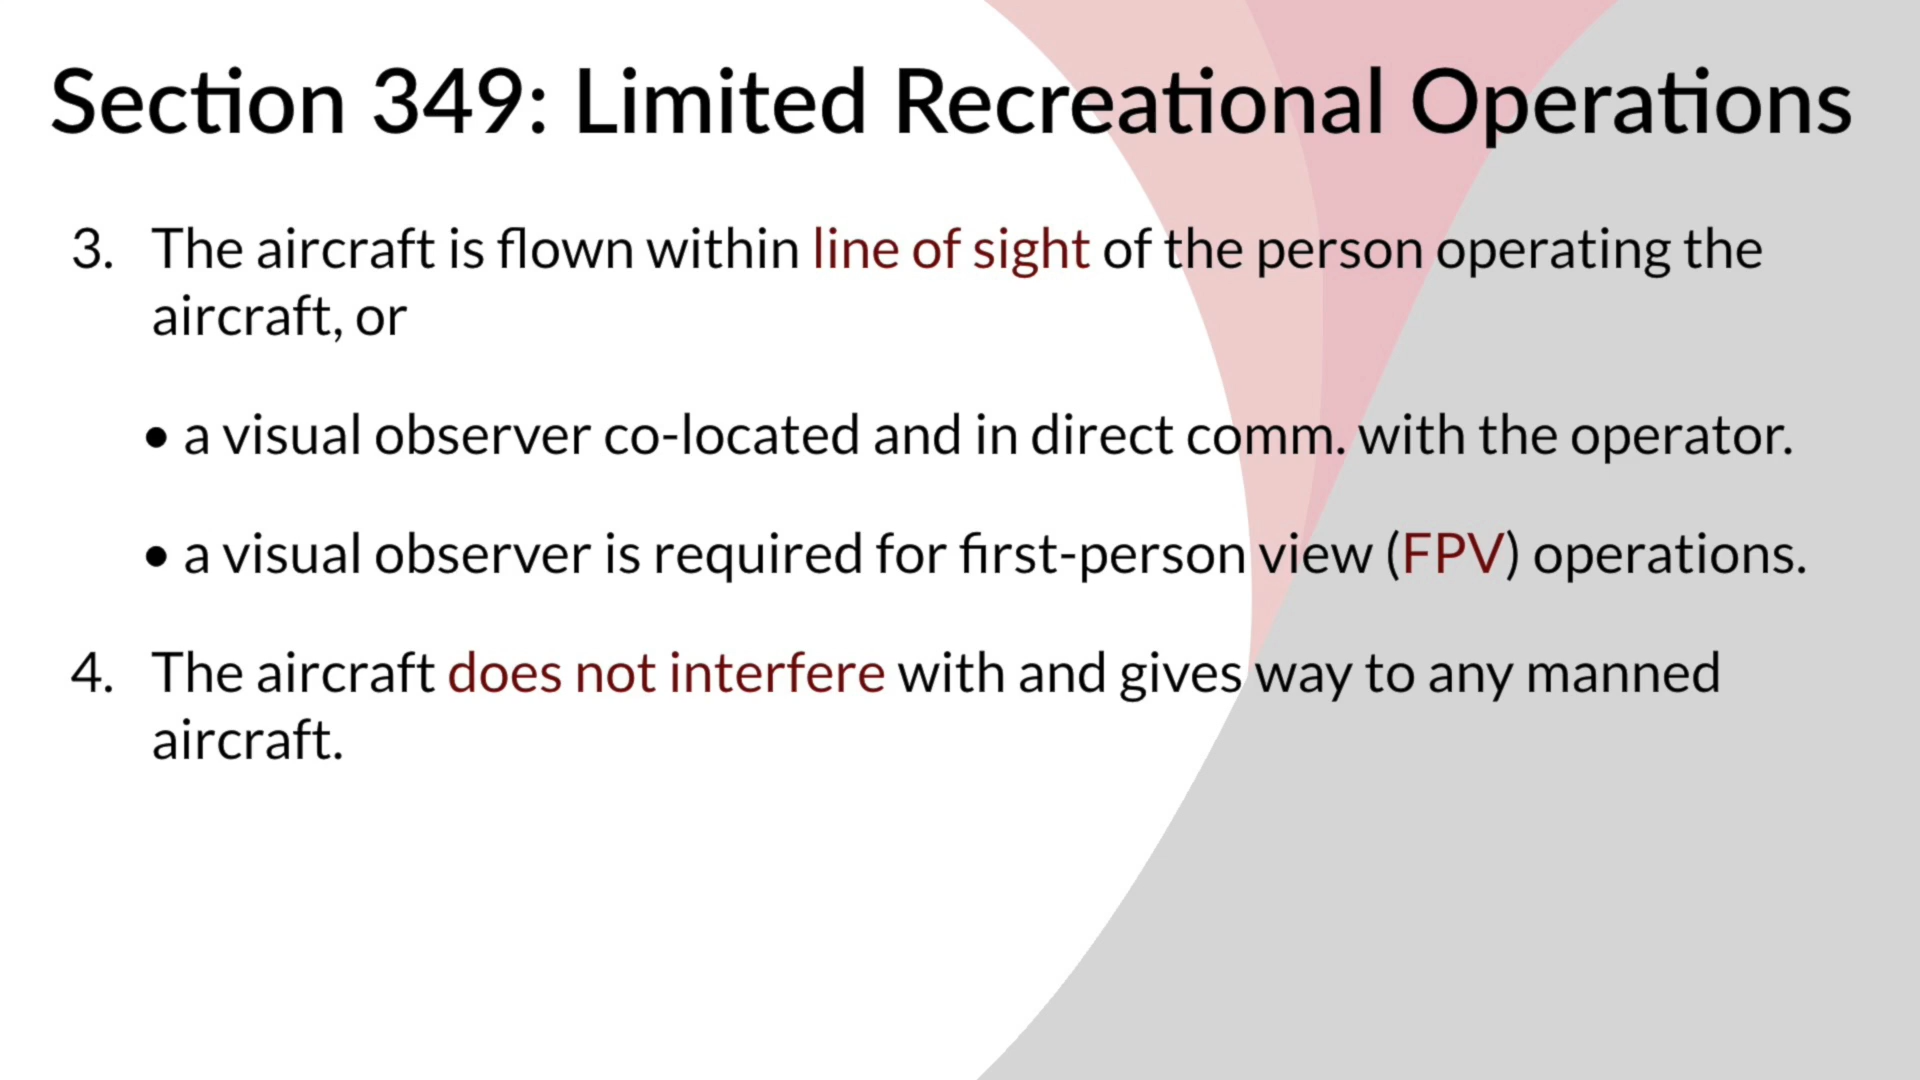 Section 349: Limited Recreational Operations
3. The aircraft is flown within line of sight of the person operating the
aircraft, or
• a visual observer co-located and in direct comm. with the operator.
• a visual observer is required for first-person view (FPV) operations.
4. The aircraft does not interfere with and gives way to any manned
aircraft.